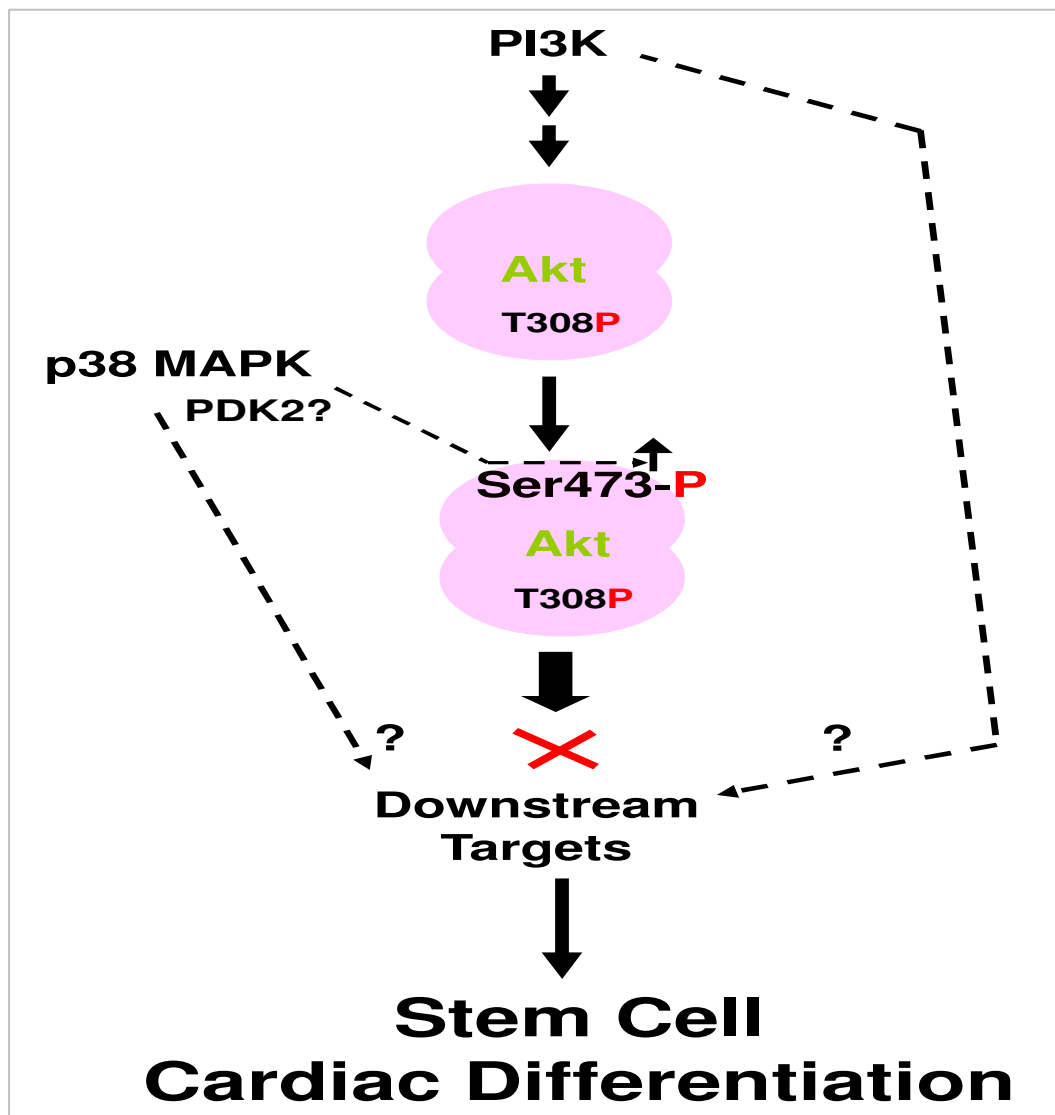 PI3K
Akt
T308P
p38 MAPK
PDK2?
Ser473-P
Akt
T308P
?
?
Downstream
Targets
Stem Cell
Cardiac Differentiation